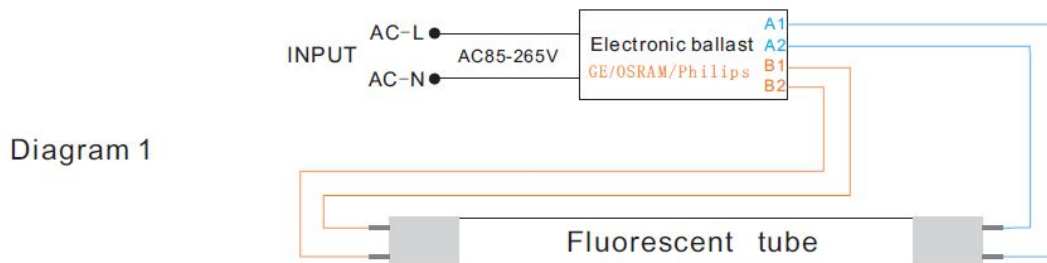 INPUT
AC-L
AC85-265V
AC-N
Electronic ballast
GE/OSRAM/Philips
A1
A2
B1
B2
Diagram 1
Fluorescent tube